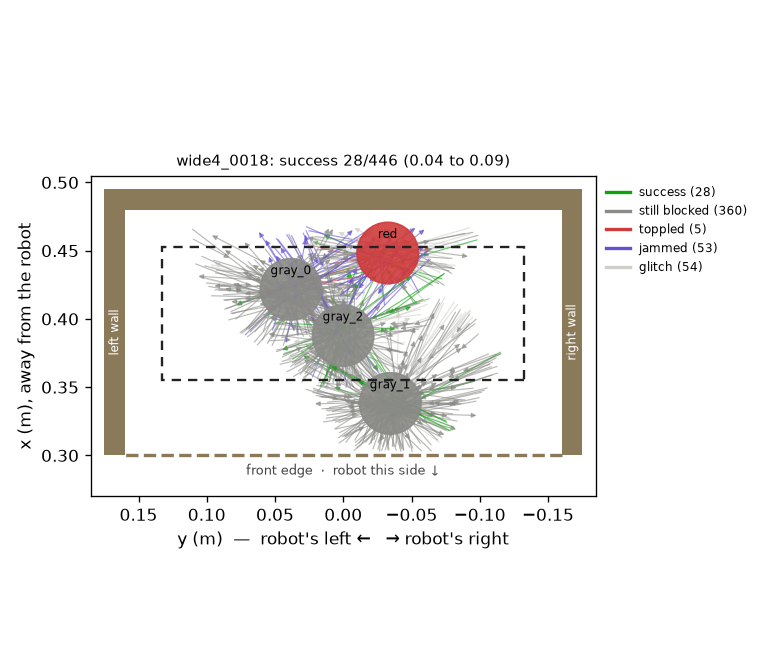 wide4_0018: success 28/446 (0.04 to 0.09)
0.50
0.45
0.40
0.35
0.30
x (m), away from the robot
left wall
right wall
red
gray_0
gray_2
gray_1
front edge · robot this side ↓
0.15 0.10 0.05 0.00 −0.05 −0.10 −0.15
y (m) — robot's left ← → robot's right
success (28)
still blocked (360)
toppled (5)
jammed (53)
glitch (54)